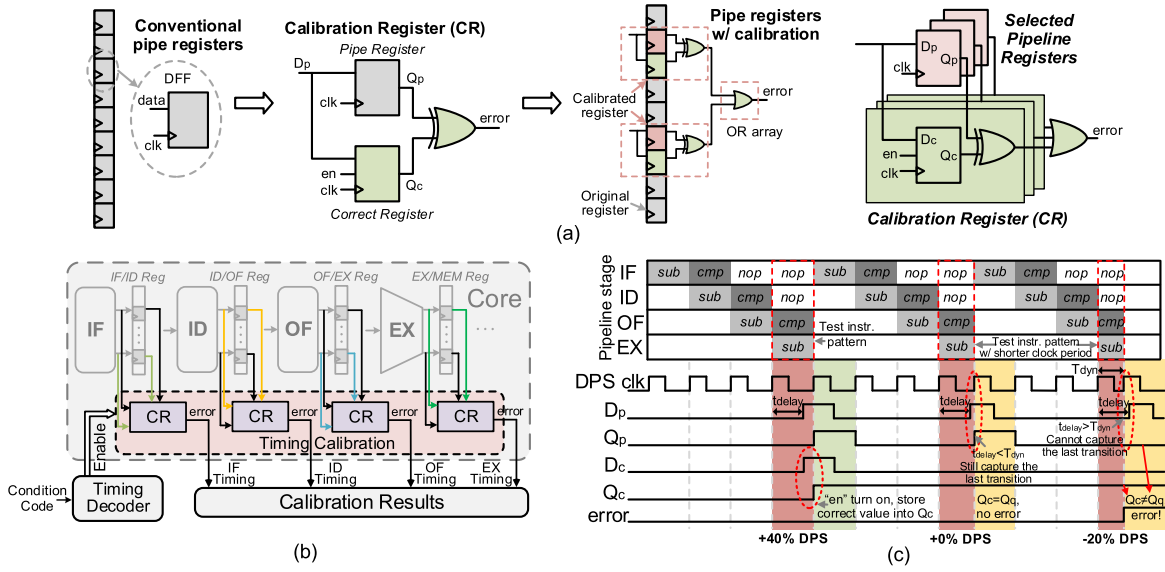 Conventional
pipe registers
DFF
data
clk
Calibration Register (CR)
Pipe Register
Dp
Qp
clk
error
en
clk
Qc
Correct Register
Pipe registers
w/ calibration
error
Calibrated
register
OR array
Original
register
Selected
Pipeline
Registers
Dp
Qp
clk
Dc
en
Qc
clk
error
Calibration Register (CR)
(a)
IF/ID Reg
ID/OF Reg
OF/EX Reg
EX/MEM Reg
Core
IF
ID
OF
EX
CR
error
CR
error
CR
error
CR
error
Timing Calibration
Enable
IF
Timing
ID
Timing
OF
Timing
EX
Timing
Condition
Code
Timing
Decoder
Calibration Results
(b)
Pipeline stage
IF
sub
cmp
nop
nop
sub
cmp
nop
nop
sub
cmp
nop
nop
ID
sub
cmp
nop
sub
cmp
nop
sub
cmp
nop
OF
sub
cmp
sub
cmp
sub
cmp
EX
sub
sub
sub
Test instr.
pattern
Test instr. pattern
w/ shorter clock period
Tdyn
DPS clk
Dp
tdelay
tdelay
tdelay
tdelay>Tdyn
Cannot capture
the last transition
Qp
tdelay<Tdyn
Still capture the
last transition
Dc
Qc
"en" turn on, store
correct value into Qc
Qc=Qq,
no error
Qc≠Qq
error!
error
+40% DPS
+0% DPS
-20% DPS
(c)